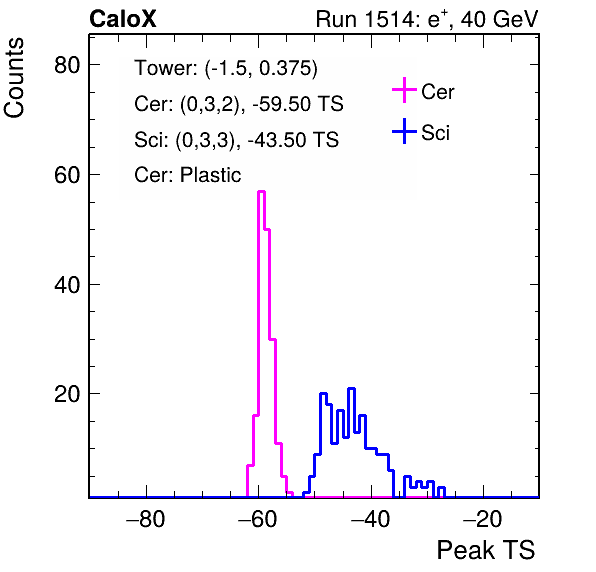 CaloX Run 1514: e⁺, 40 GeV
Counts
Tower: (-1.5, 0.375)
Cer: (0,3,2), -59.50 TS
Sci: (0,3,3), -43.50 TS
Cer: Plastic
Cer
Sci
80
60
40
20
−80 −60 −40 −20
Peak TS